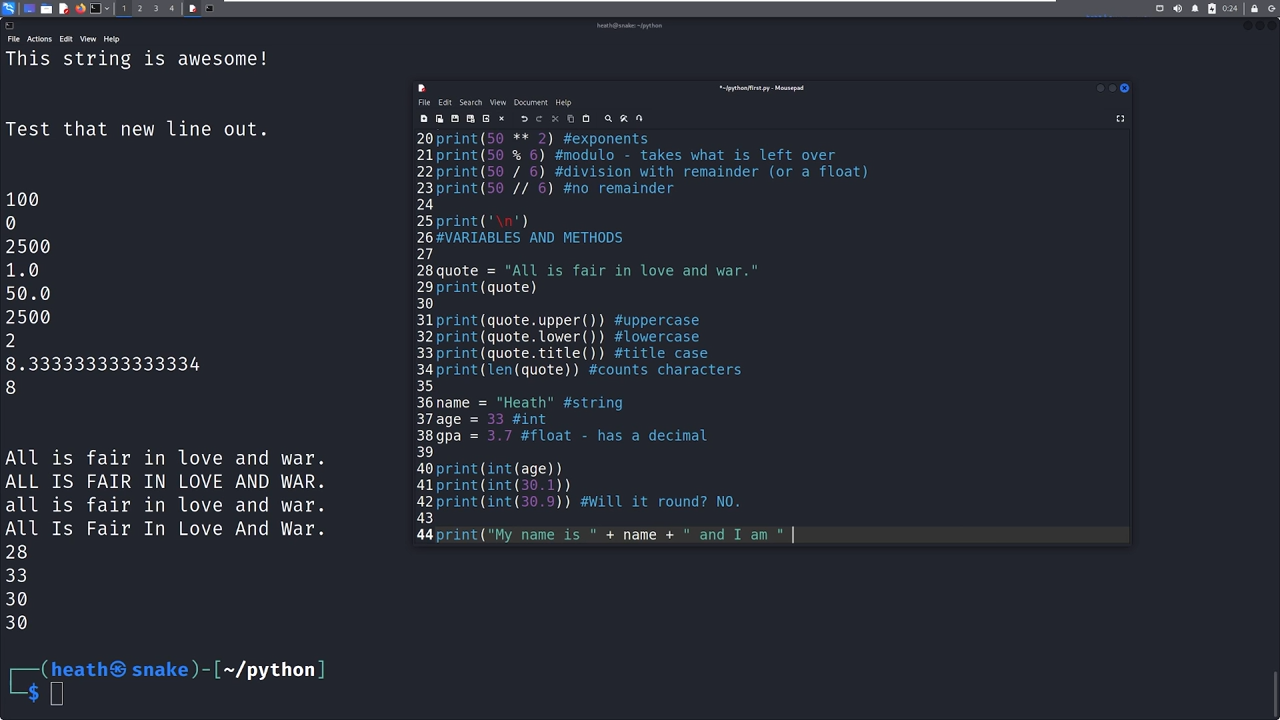 1 2 3 4
0:24
heath@snake: ~/python
File Actions Edit View Help
This string is awesome!
Test that new line out.
100
0
2500
1.0
50.0
2500
2
8.333333333333334
8
All is fair in love and war.
ALL IS FAIR IN LOVE AND WAR.
all is fair in love and war.
All Is Fair In Love And War.
28
33
30
30
┌──(heath㉿snake)-[~/python]
└─$
*~/python/first.py - Mousepad
File Edit Search View Document Help
20 print(50 ** 2) #exponents
21 print(50 % 6) #modulo - takes what is left over
22 print(50 / 6) #division with remainder (or a float)
23 print(50 // 6) #no remainder
24
25 print('\n')
26 #VARIABLES AND METHODS
27
28 quote = "All is fair in love and war."
29 print(quote)
30
31 print(quote.upper()) #uppercase
32 print(quote.lower()) #lowercase
33 print(quote.title()) #title case
34 print(len(quote)) #counts characters
35
36 name = "Heath" #string
37 age = 33 #int
38 gpa = 3.7 #float - has a decimal
39
40 print(int(age))
41 print(int(30.1))
42 print(int(30.9)) #Will it round? NO.
43
44 print("My name is " + name + " and I am "